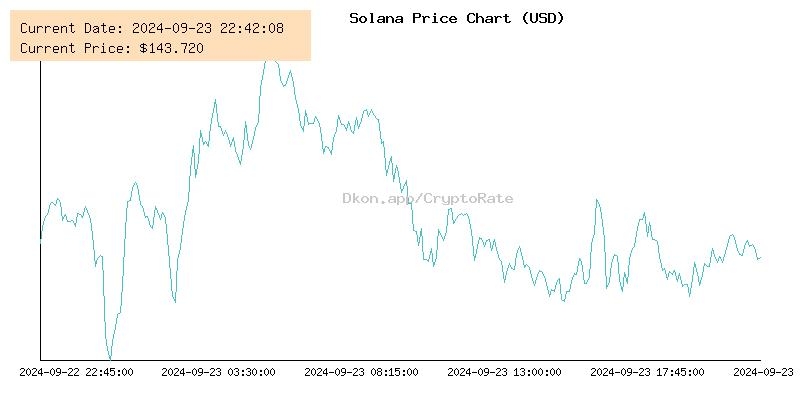 Solana Price Chart (USD)
Current Date: 2024-09-23 22:42:08
Current Price: $143.720
Dkon.app/CryptoRate
2024-09-22 22:45:00 2024-09-23 03:30:00 2024-09-23 08:15:00 2024-09-23 13:00:00 2024-09-23 17:45:00 2024-09-23